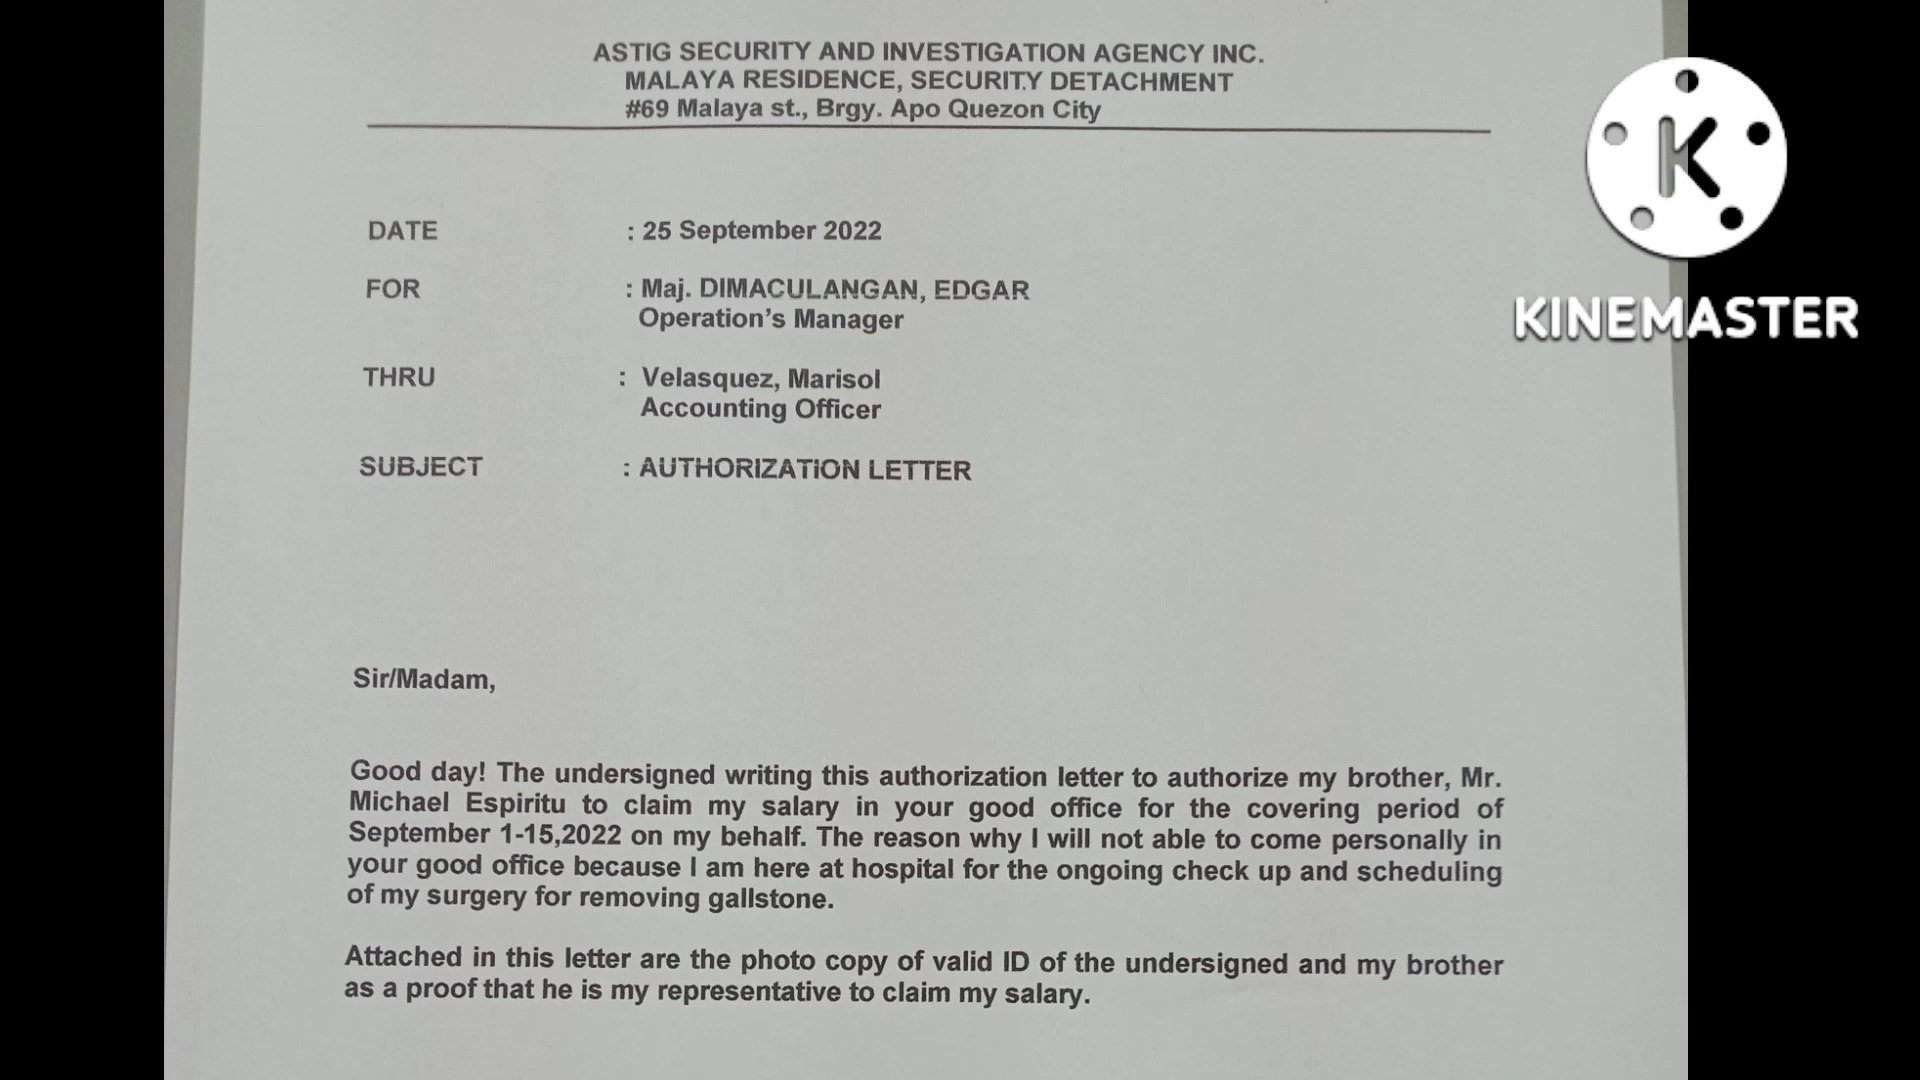 ASTIG SECURITY AND INVESTIGATION AGENCY INC.
MALAYA RESIDENCE, SECURITY DETACHMENT
#69 Malaya st., Brgy. Apo Quezon City
DATE : 25 September 2022
FOR : Maj. DIMACULANGAN, EDGAR
Operation's Manager
THRU : Velasquez, Marisol
Accounting Officer
SUBJECT : AUTHORIZATION LETTER
Sir/Madam,
Good day! The undersigned writing this authorization letter to authorize my brother, Mr.
Michael Espiritu to claim my salary in your good office for the covering period of
September 1-15,2022 on my behalf. The reason why I will not able to come personally in
your good office because I am here at hospital for the ongoing check up and scheduling
of my surgery for removing gallstone.
Attached in this letter are the photo copy of valid ID of the undersigned and my brother
as a proof that he is my representative to claim my salary.
K
KINEMASTER